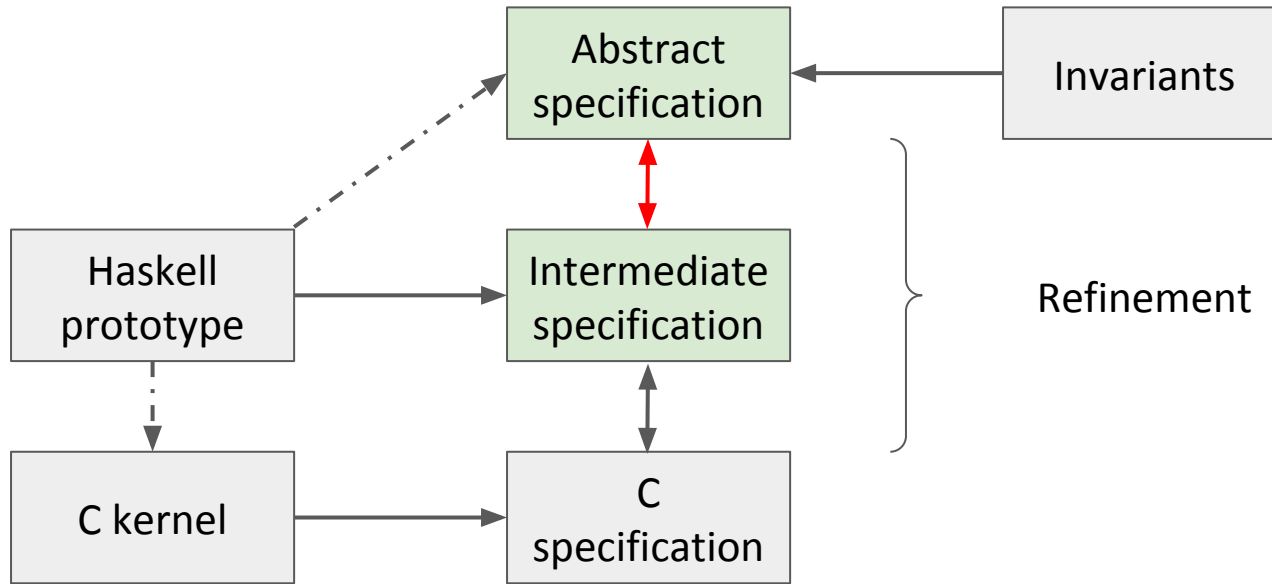 Abstract
specification
Invariants
Haskell
prototype
Intermediate
specification
Refinement
C kernel
C
specification